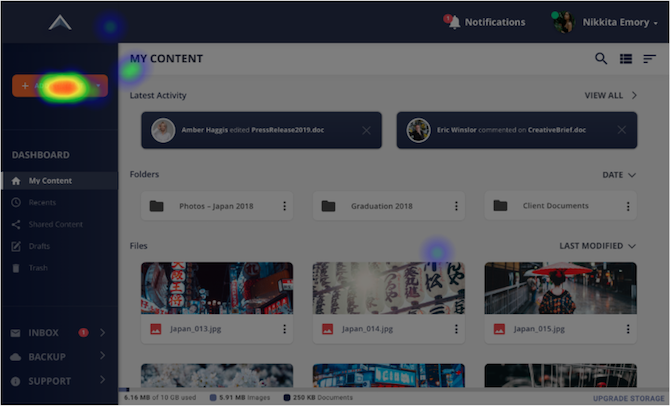 1 Notifications
Nikkita Emory
MY CONTENT
+
Latest Activity
VIEW ALL
Amber Haggis edited PressRelease2019.doc
Eric Winslor commented on CreativeBrief.doc
DASHBOARD
My Content
Recents
Shared Content
Drafts
Trash
Folders
DATE
Photos – Japan 2018
Graduation 2018
Client Documents
Files
LAST MODIFIED
Japan_013.jpg
Japan_014.jpg
Japan_015.jpg
INBOX 1
BACKUP
SUPPORT
6.16 MB of 10 GB used
5.91 MB Images
250 KB Documents
UPGRADE STORAGE